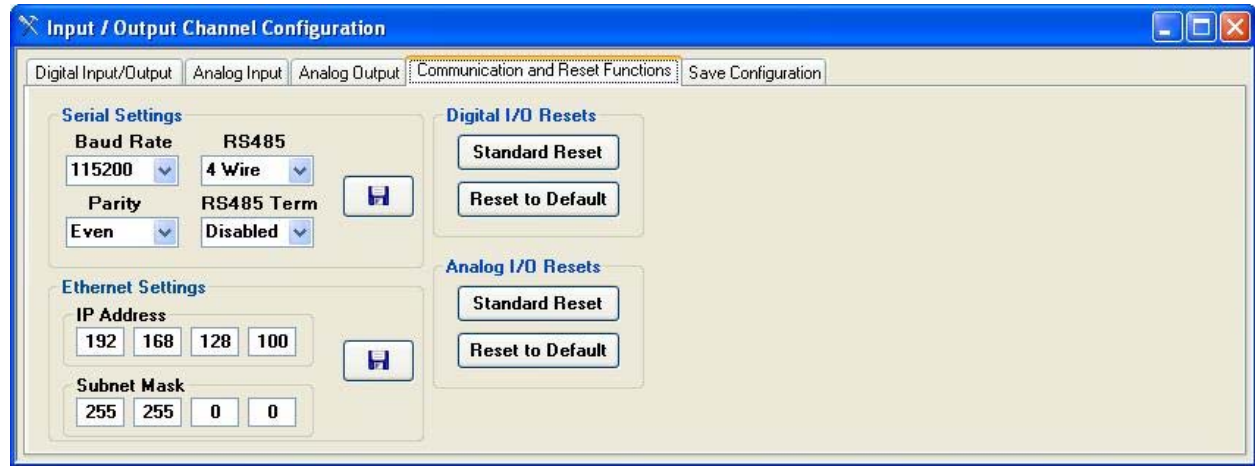 Input / Output Channel Configuration
Digital Input/Output Analog Input Analog Output Communication and Reset Functions Save Configuration
Serial Settings
Baud Rate RS485
115200 4 Wire
Parity RS485 Term
Even Disabled
Ethernet Settings
IP Address
192 168 128 100
Subnet Mask
255 255 0 0
Digital I/O Resets
Standard Reset
Reset to Default
Analog I/O Resets
Standard Reset
Reset to Default